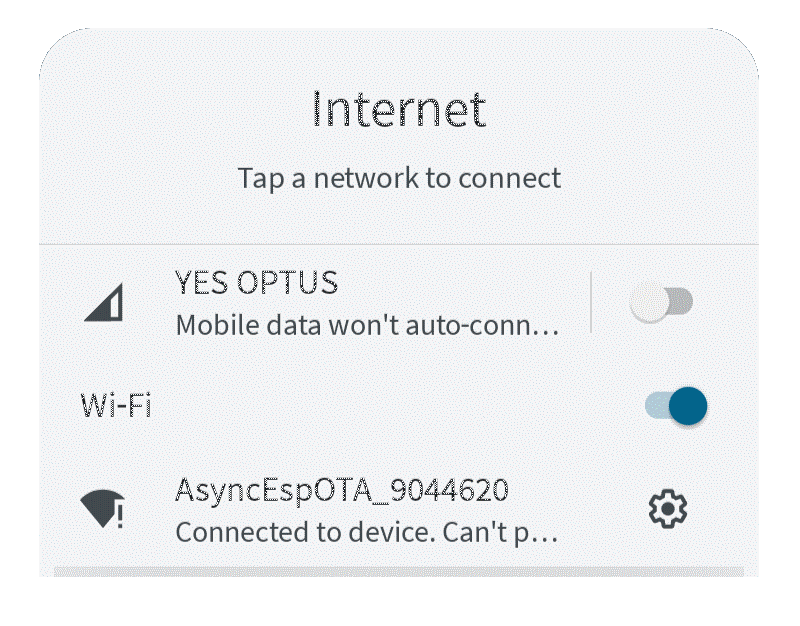 Internet
Tap a network to connect
YES OPTUS
Mobile data won't auto-conn…
Wi-Fi
AsyncEspOTA_9044620
Connected to device. Can't p…